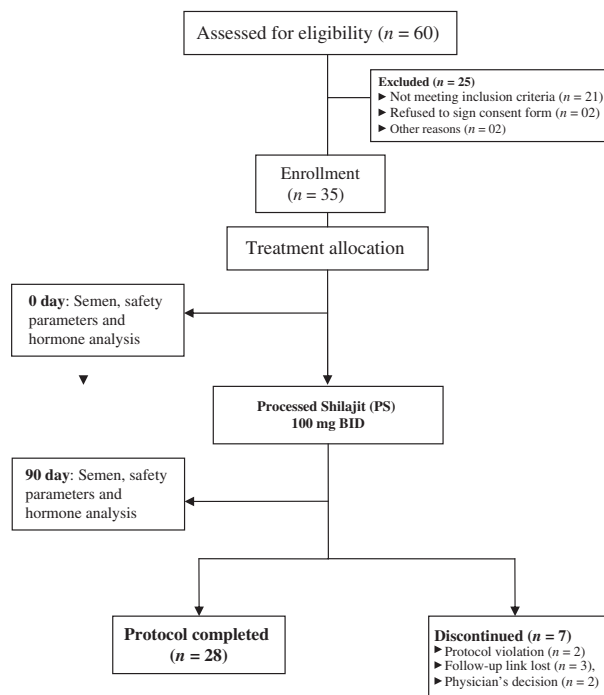 Assessed for eligibility (n = 60)
Excluded (n = 25)
► Not meeting inclusion criteria (n = 21)
► Refused to sign consent form (n = 02)
► Other reasons (n = 02)
Enrollment
(n = 35)
Treatment allocation
0 day: Semen, safety
parameters and
hormone analysis
Processed Shilajit (PS)
100 mg BID
90 day: Semen, safety
parameters and
hormone analysis
Protocol completed
(n = 28)
Discontinued (n = 7)
► Protocol violation (n = 2)
► Follow-up link lost (n = 3),
► Physician's decision (n = 2)